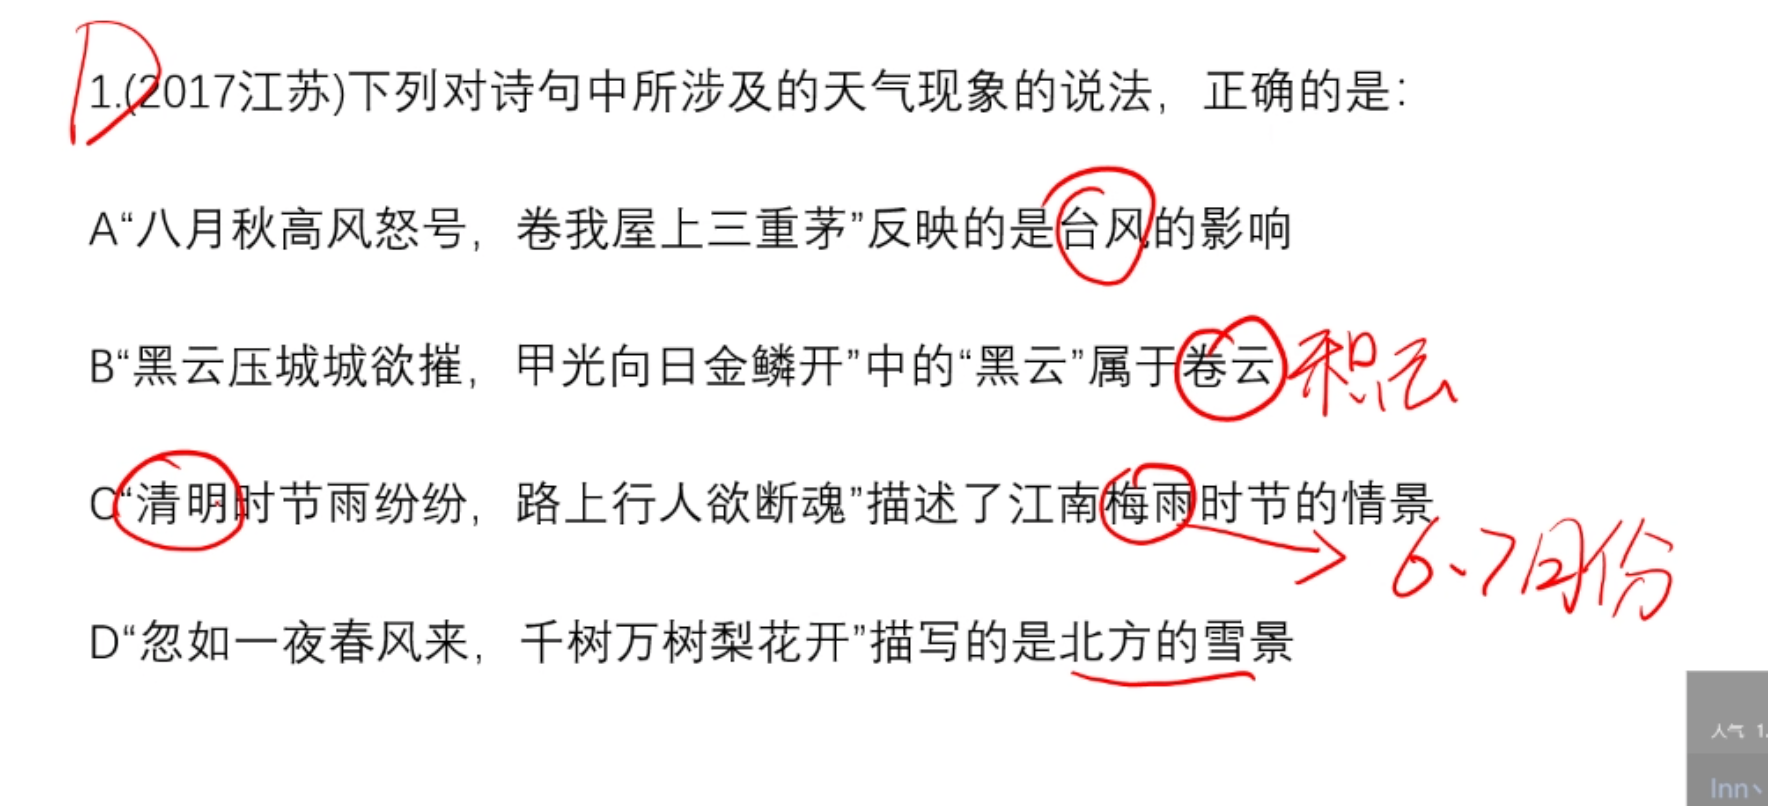 D
1.(2017江苏)下列对诗句中所涉及的天气现象的说法，正确的是：
A“八月秋高风怒号，卷我屋上三重茅”反映的是台风的影响
B“黑云压城城欲摧，甲光向日金鳞开”中的“黑云”属于卷云 积云
C“清明时节雨纷纷，路上行人欲断魂”描述了江南梅雨时节的情景
6、7月份
D“忽如一夜春风来，千树万树梨花开”描写的是北方的雪景
人气 1.
Inn丶